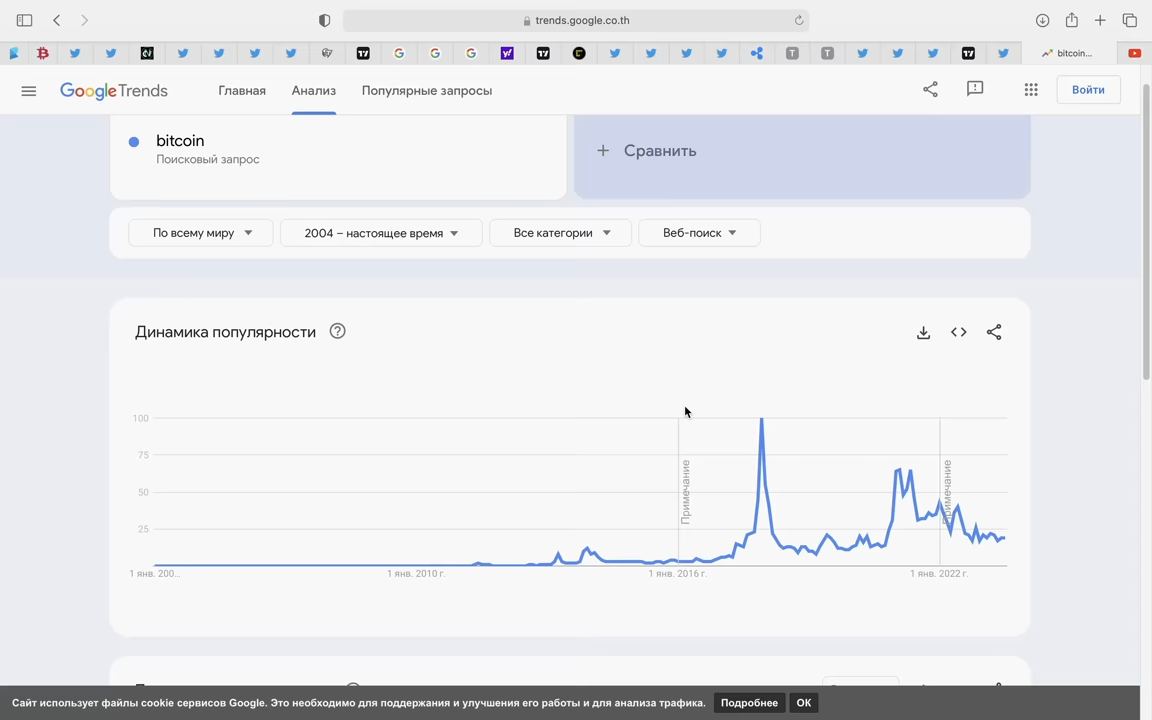 trends.google.co.th
bitcoin...
Google Trends
Главная
Анализ
Популярные запросы
Войти
bitcoin
Поисковый запрос
+ Сравнить
По всему миру
2004 – настоящее время
Все категории
Веб-поиск
Динамика популярности
100
75
50
25
Примечание
Примечание
1 янв. 200...
1 янв. 2010 г.
1 янв. 2016 г.
1 янв. 2022 г.
Сайт использует файлы cookie сервисов Google. Это необходимо для поддержания и улучшения его работы и для анализа трафика.
Подробнее
ОК